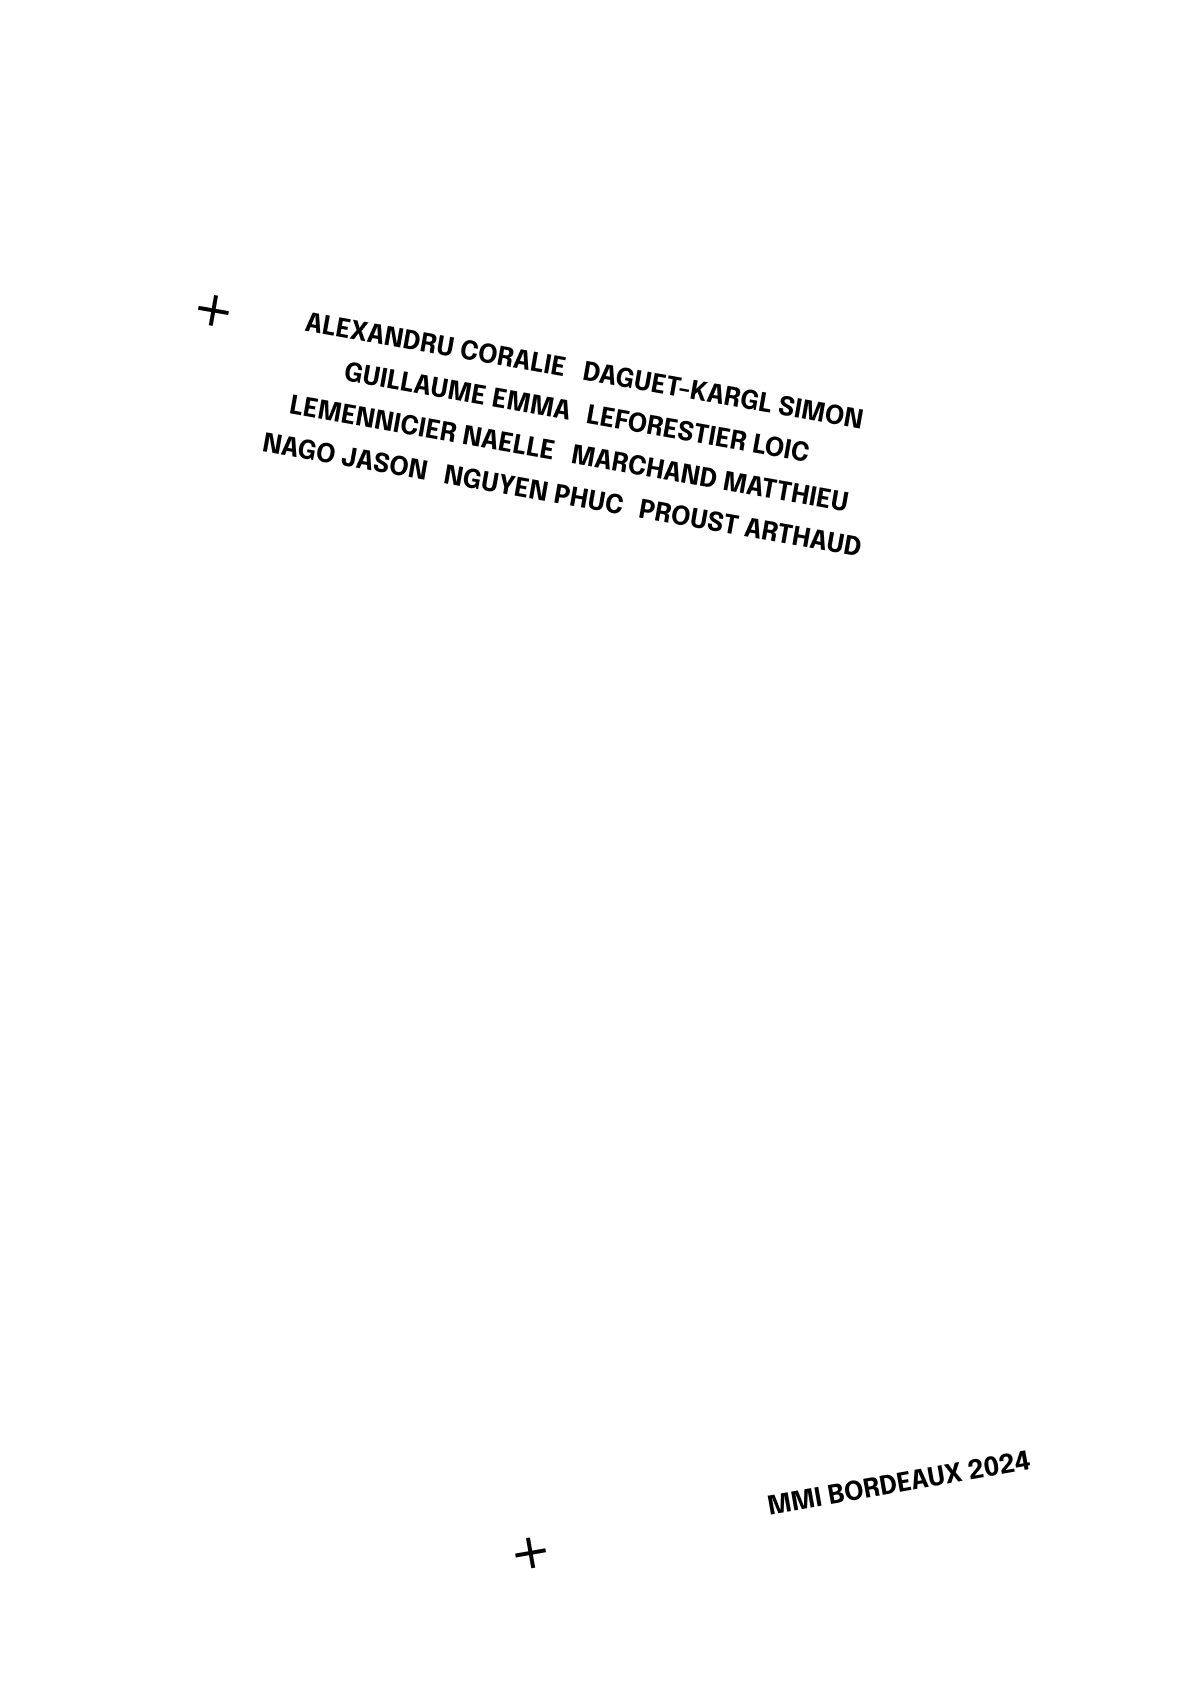 ALEXANDRU CORALIE DAGUET-KARGL SIMON
GUILLAUME EMMA LEFORESTIER LOIC
LEMENNICIER NAELLE MARCHAND MATTHIEU
NAGO JASON NGUYEN PHUC PROUST ARTHAUD
MMI BORDEAUX 2024